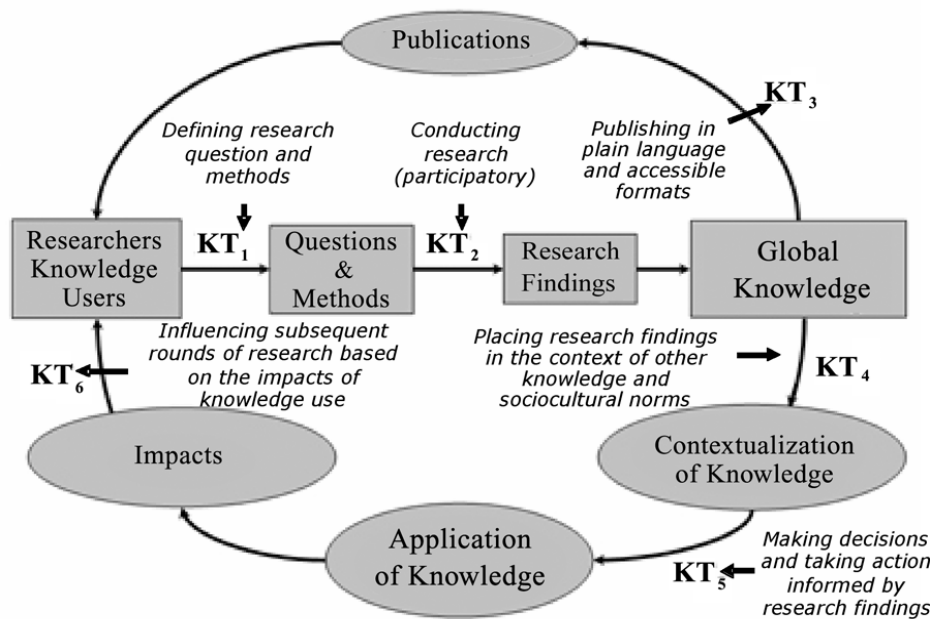 Publications
KT3
Defining research
question and
methods
Conducting
research
(participatory)
Publishing in
plain language
and accessible
formats
Researchers
Knowledge
Users
KT1
Questions
&
Methods
KT2
Research
Findings
Global
Knowledge
Influencing subsequent
rounds of research based
on the impacts of
knowledge use
KT6
Placing research findings
in the context of other
knowledge and
sociocultural norms
KT4
Impacts
Contextualization
of Knowledge
Application
of Knowledge
KT5
Making decisions
and taking action
informed by
research findings